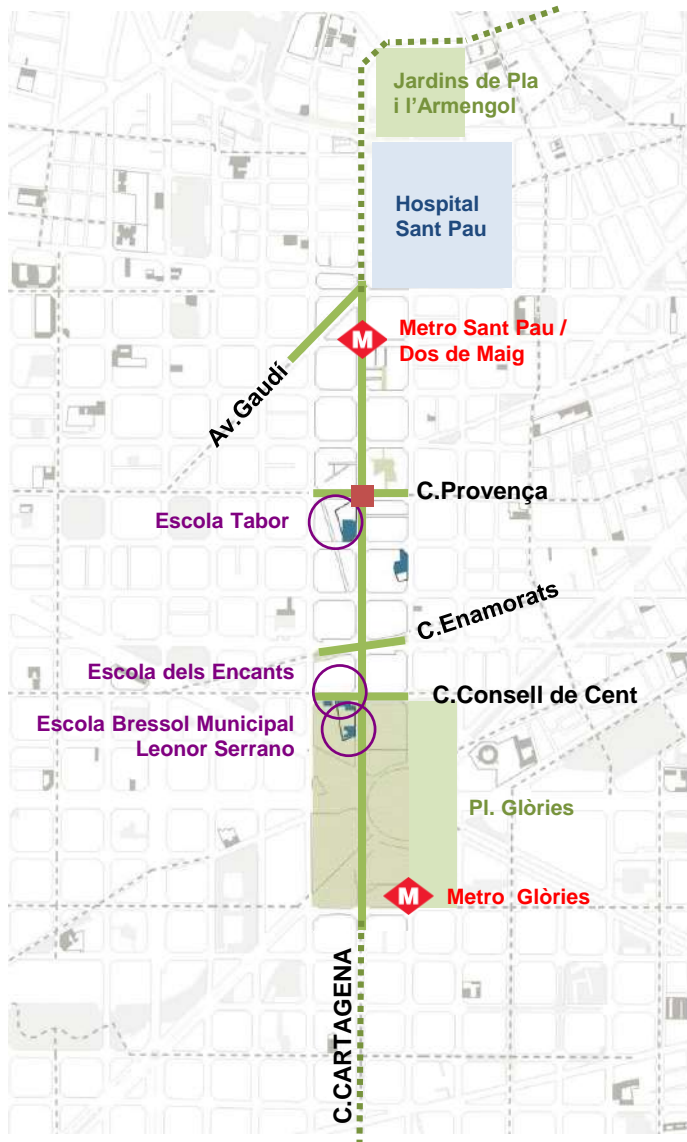 Jardins de Pla
i l'Armengol
Hospital
Sant Pau
M
Metro Sant Pau /
Dos de Maig
Av.Gaudí
C.Provença
Escola Tabor
C.Enamorats
Escola dels Encants
C.Consell de Cent
Escola Bressol Municipal
Leonor Serrano
Pl. Glòries
M
Metro Glòries
C.CARTAGENA